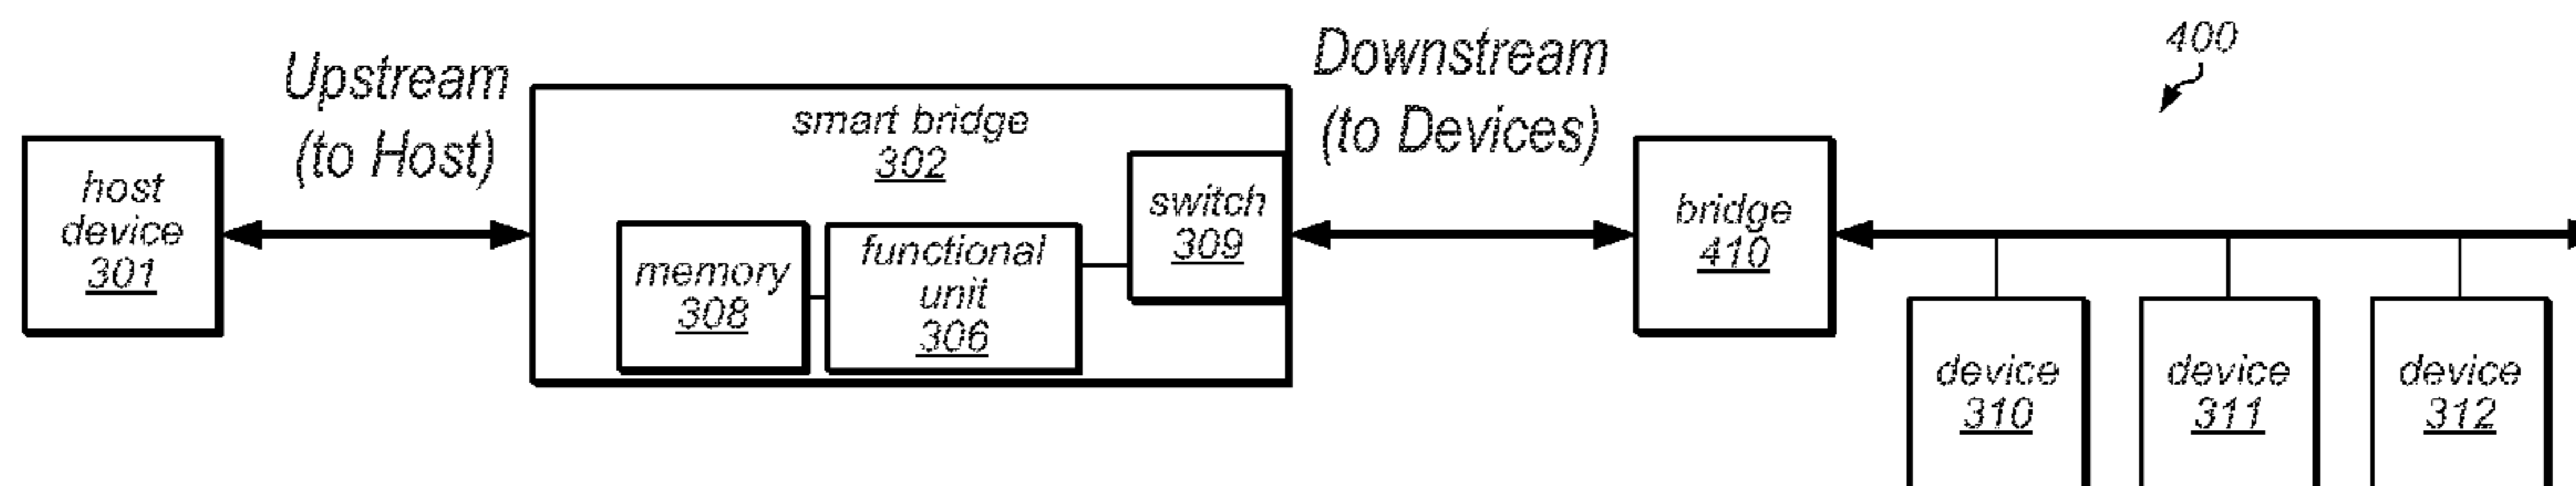 400
Upstream
(to Host)
Downstream
(to Devices)
host
device
301
smart bridge
302
memory
308
functional
unit
306
switch
309
bridge
410
device
310
device
311
device
312